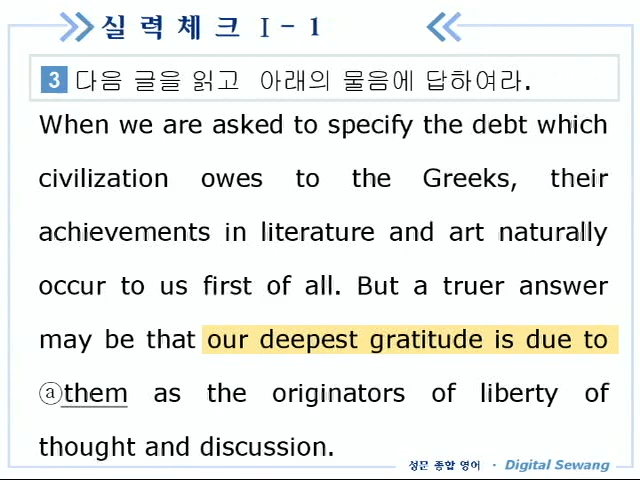 실력체크 I - 1
3 다음 글을 읽고 아래의 물음에 답하여라.
When we are asked to specify the debt which
civilization owes to the Greeks, their
achievements in literature and art naturally
occur to us first of all. But a truer answer
may be that our deepest gratitude is due to
ⓐthem as the originators of liberty of
thought and discussion.
성문 종합 영어 · Digital Sewang